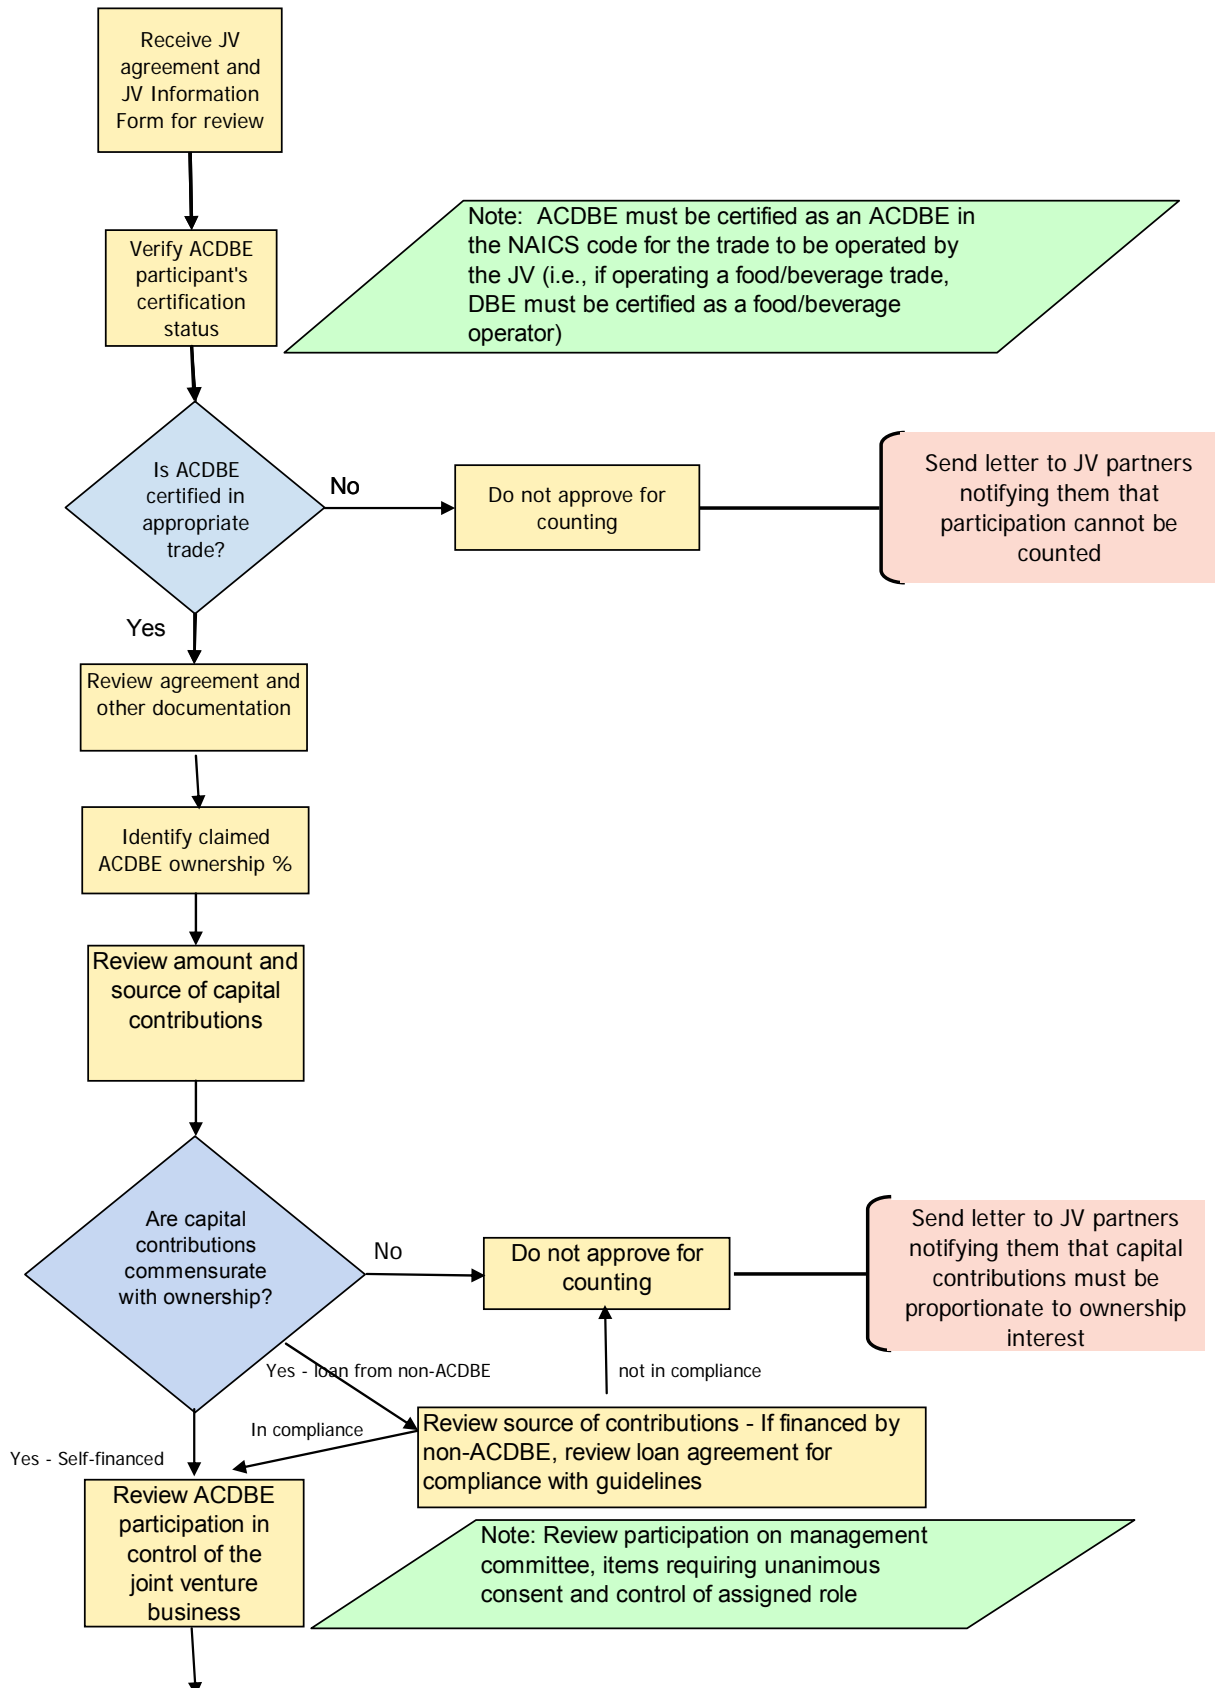 Receive JV
agreement and
JV Information
Form for review
Verify ACDBE
participant's
certification
status
Note:  ACDBE must be certified as an ACDBE in
the NAICS code for the trade to be operated by
the JV (i.e., if operating a food/beverage trade,
DBE must be certified as a food/beverage
operator)
Is ACDBE
certified in
appropriate
trade?
No
Do not approve for
counting
Send letter to JV partners
notifying them that
participation cannot be
counted
Yes
Review agreement and
other documentation
Identify claimed
ACDBE ownership %
Review amount and
source of capital
contributions
Are capital
contributions
commensurate
with ownership?
No
Do not approve for
counting
Send letter to JV partners
notifying them that capital
contributions must be
proportionate to ownership
interest
Yes - loan from non-ACDBE
not in compliance
In compliance
Yes - Self-financed
Review source of contributions - If financed by
non-ACDBE, review loan agreement for
compliance with guidelines
Review ACDBE
participation in
control of the
joint venture
business
Note: Review participation on management
committee, items requiring unanimous
consent and control of assigned role